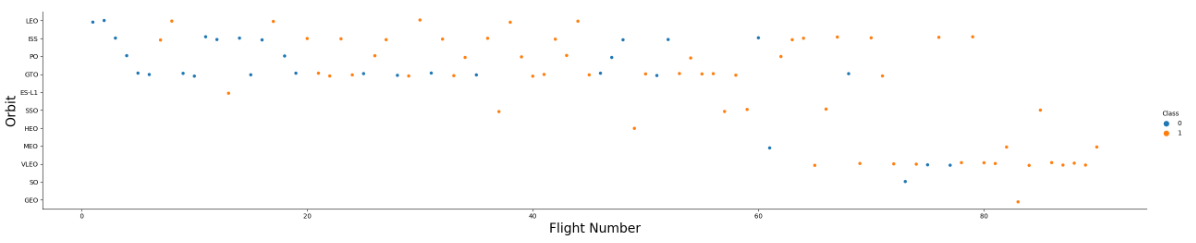 LEO
ISS
PO
GTO
ES-L1
SSO
HEO
MEO
VLEO
SO
GEO
Orbit
0 20 40 60 80
Flight Number
Class
0
1